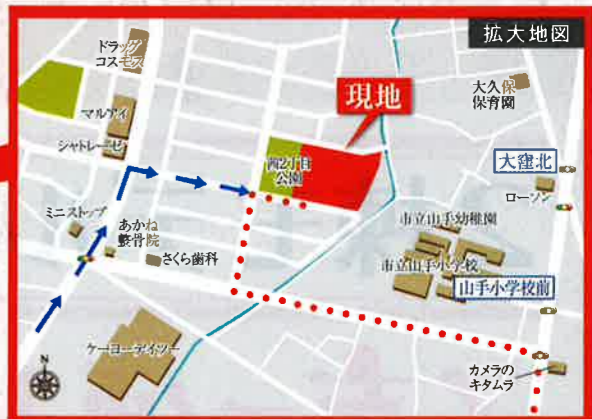 拡大地図
ドラッグ
コスモス
大久保
保育園
マルアイ
現地
シャトレーゼ
茜2丁目
公園
大窪北
ローソン
ミニストップ
あかね
整骨院
さくら歯科
市立山手幼稚園
市立山手小学校
山手小学校前
ケーヨーデイツー
カメラの
キタムラ
N